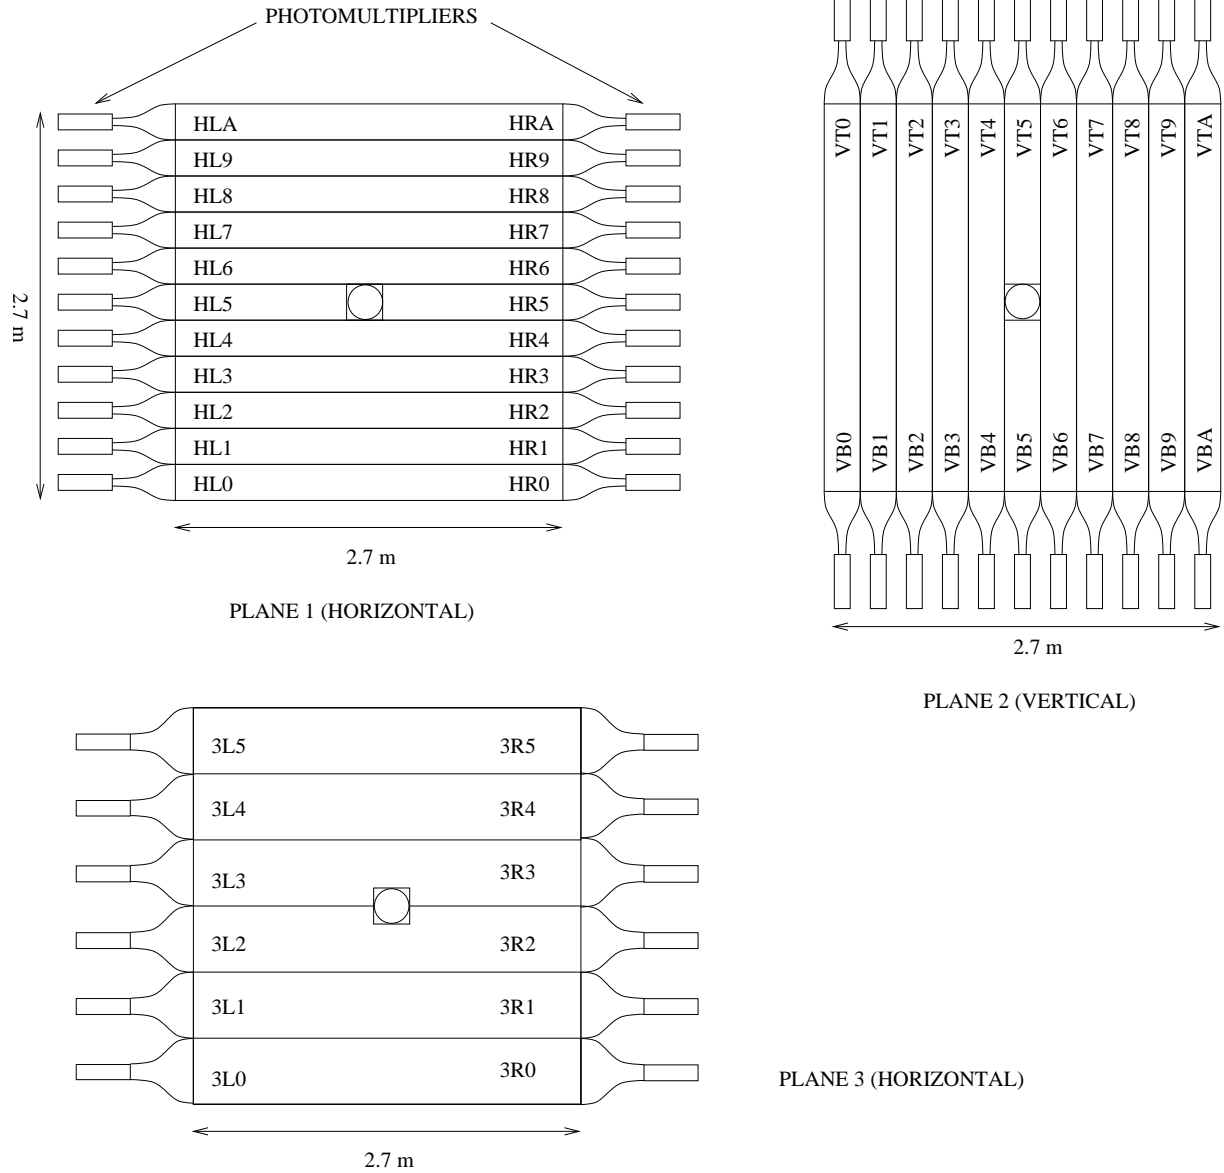 PHOTOMULTIPLIERS
HLA HRA
HL9 HR9
HL8 HR8
HL7 HR7
HL6 HR6
HL5 HR5
HL4 HR4
HL3 HR3
HL2 HR2
HL1 HR1
HL0 HR0
2.7 m
2.7 m
PLANE 1 (HORIZONTAL)
VT0
VT1
VT2
VT3
VT4
VT5
VT6
VT7
VT8
VT9
VTA
VB0
VB1
VB2
VB3
VB4
VB5
VB6
VB7
VB8
VB9
VBA
2.7 m
PLANE 2 (VERTICAL)
3L5 3R5
3L4 3R4
3L3 3R3
3L2 3R2
3L1 3R1
3L0 3R0
2.7 m
PLANE 3 (HORIZONTAL)